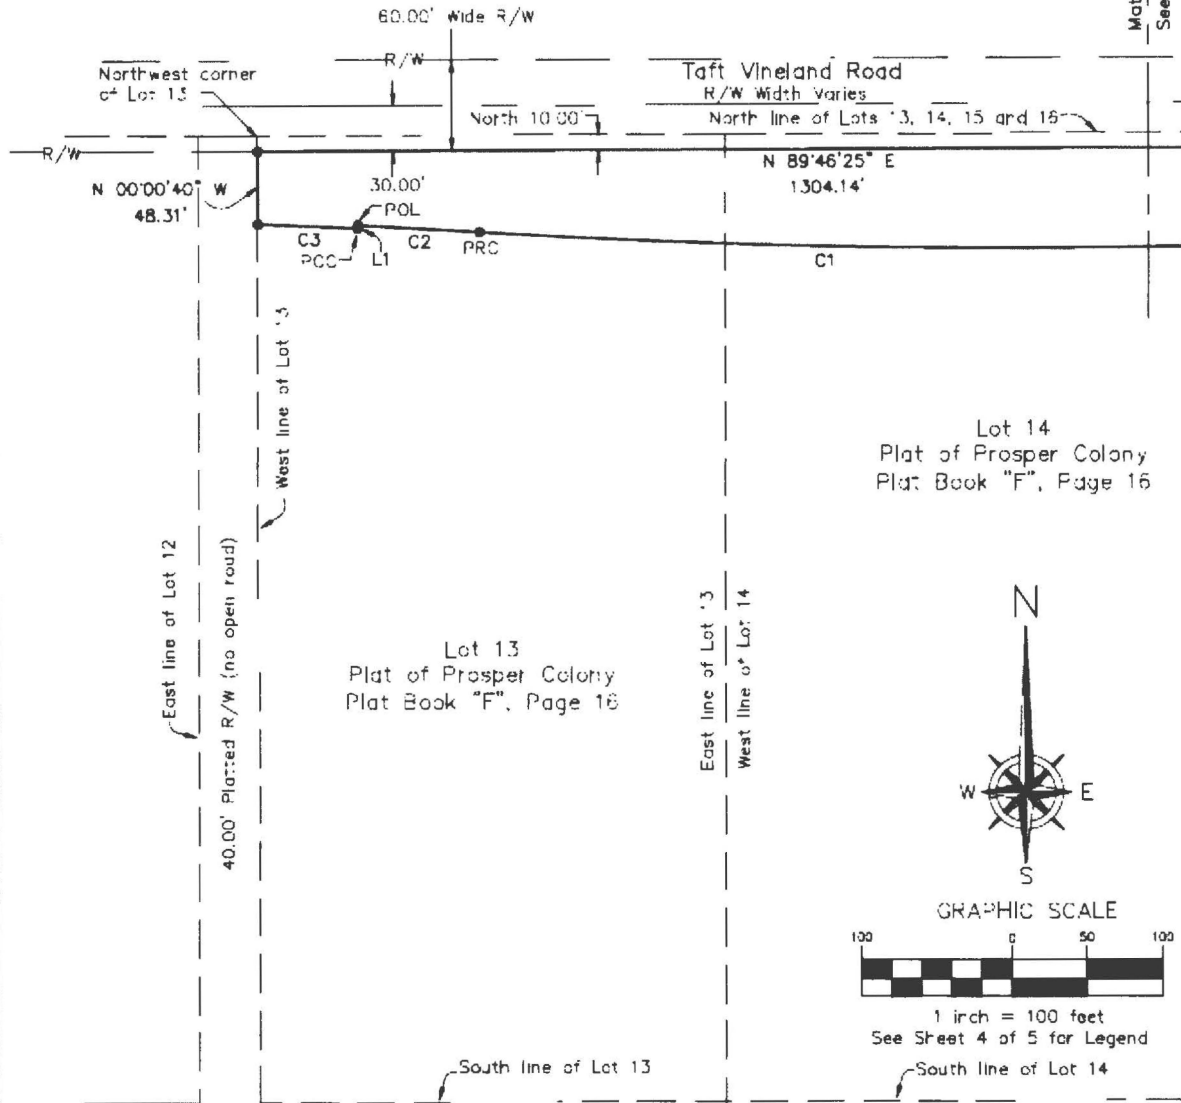 60.00' Wide R/W
Mat
See
R/W
Northwest corner
of Lot 13
Taft Vineland Road
R/W Width Varies
North 10.00'
North line of Lots 13, 14, 15 and 16
R/W
N 89°46'25" E
1304.14'
N 00°00'40" W
48.31'
30.00'
POL
C3
C2
PCC
L1
PRC
C1
West line of Lot 13
Lot 14
Plat of Prosper Colony
Plat Book "F", Page 16
East line of Lot 12
40.00' Platted R/W (no open road)
Lot 13
Plat of Prosper Colony
Plat Book "F", Page 16
East line of Lot 13
West line of Lot 14
N
W
E
S
GRAPHIC SCALE
100 0 50 100
1 inch = 100 feet
See Sheet 4 of 5 for Legend
South line of Lot 13
South line of Lot 14